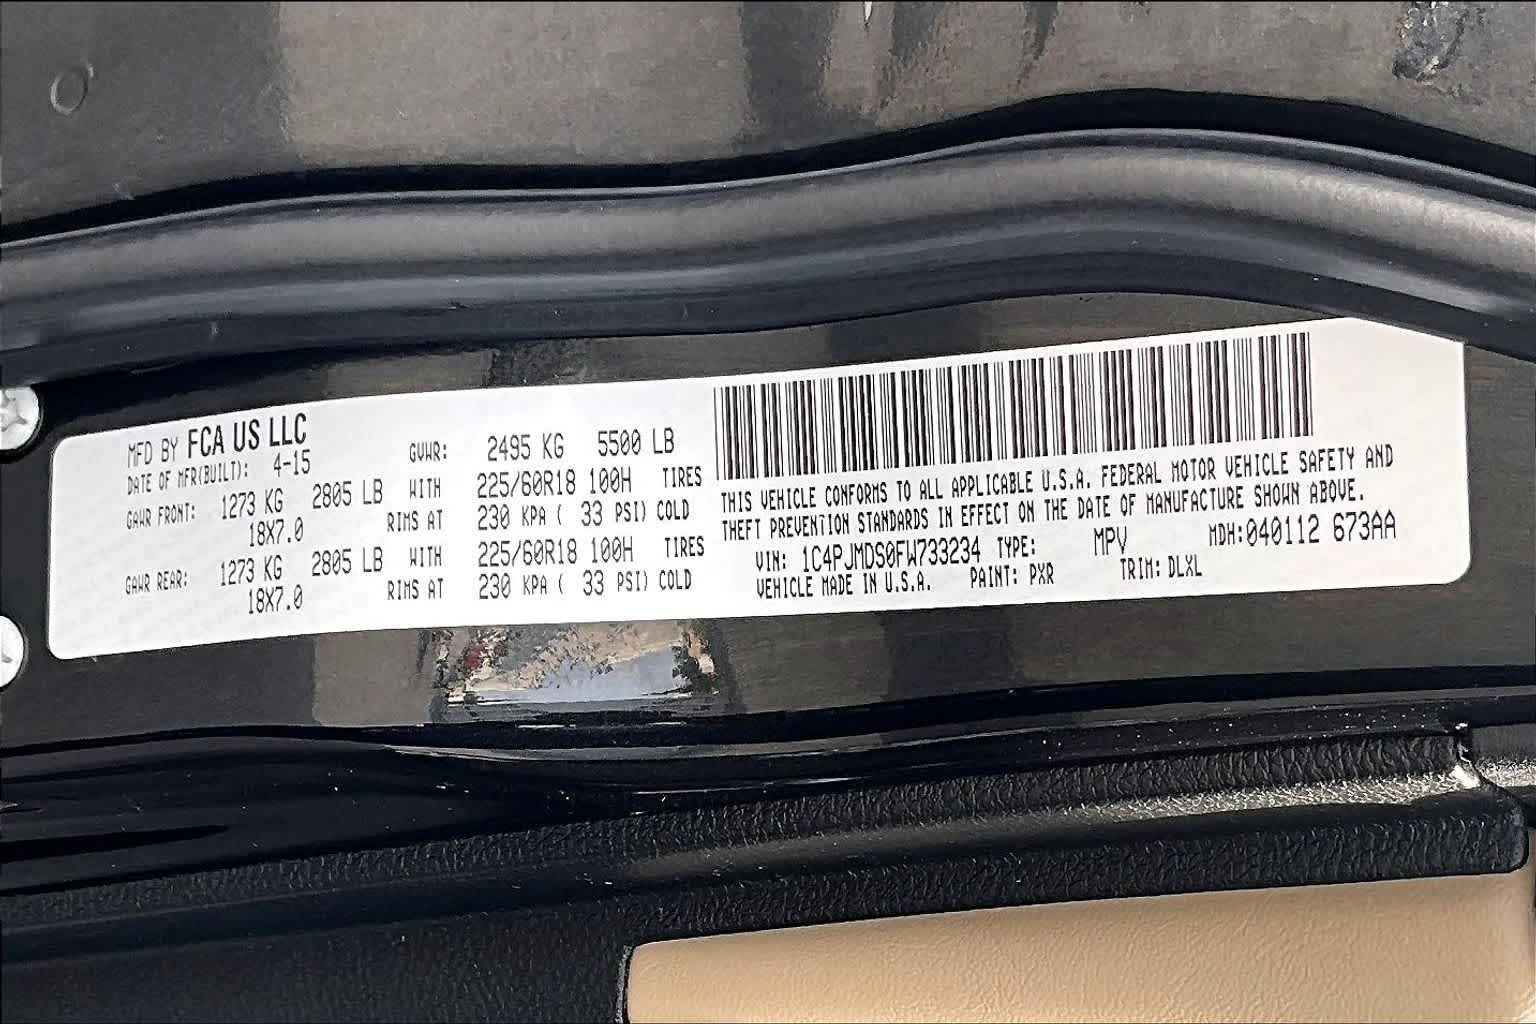 MFD BY FCA US LLC
DATE OF MFR(BUILT): 4-15
GVWR: 2495 KG 5500 LB
GAWR FRONT: 1273 KG 2805 LB WITH 225/60R18 100H TIRES
18X7.0 RIMS AT 230 KPA ( 33 PSI) COLD
GAWR REAR: 1273 KG 2805 LB WITH 225/60R18 100H TIRES
18X7.0 RIMS AT 230 KPA ( 33 PSI) COLD
THIS VEHICLE CONFORMS TO ALL APPLICABLE U.S.A. FEDERAL MOTOR VEHICLE SAFETY AND
THEFT PREVENTION STANDARDS IN EFFECT ON THE DATE OF MANUFACTURE SHOWN ABOVE.
VIN: 1C4PJMDS0FW733234 TYPE: MPV MDH:040112 673AA
VEHICLE MADE IN U.S.A. PAINT: PXR TRIM: DLXL